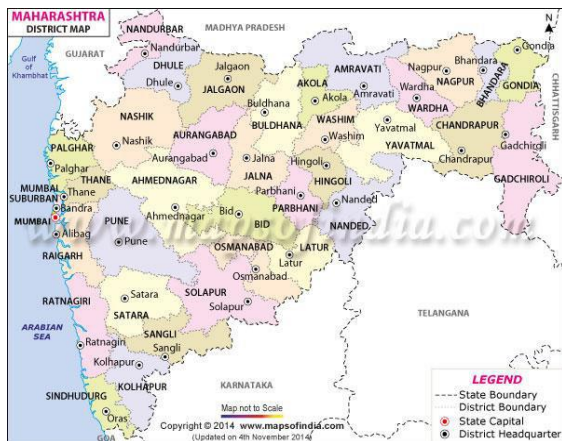 MAHARASHTRA
DISTRICT MAP
MADHYA PRADESH
N
GUJARAT
Gulf
of
Khambhat
NANDURBAR
Nandurbar
DHULE
Dhule
Jalgaon
JALGAON
Buldhana
BULDHANA
AKOLA
Akola
AMRAVATI
Amravati
Nagpur
NAGPUR
Wardha
WARDHA
Bhandara
BHANDARA
Gondia
GONDIA
CHHATTISGARH
NASHIK
Nashik
AURANGABAD
Aurangabad
Jalna
JALNA
WASHIM
Washim
Yavatmal
YAVATMAL
CHANDRAPUR
Chandrapur
Gadchiroli
GADCHIROLI
PALGHAR
Palghar
THANE
Thane
MUMBAI
SUBURBAN
Bandra
MUMBAI
AHMEDNAGAR
Ahmednagar
Bid
BID
Parbhani
PARBHANI
Hingoli
HINGOLI
Nanded
NANDED
Alibag
RAIGARH
PUNE
Pune
OSMANABAD
Osmanabad
LATUR
Latur
www.mapsofindia.com
RATNAGIRI
Ratnagiri
Satara
SATARA
SOLAPUR
Solapur
SANGLI
Sangli
TELANGANA
ARABIAN
SEA
Kolhapur
KOLHAPUR
SINDHUDURG
Oras
GOA
KARNATAKA
Map not to Scale
Copyright © 2014 www.mapsofindia.com
(Updated on 4th November 2014)
LEGEND
State Boundary
District Boundary
State Capital
District Headquarter